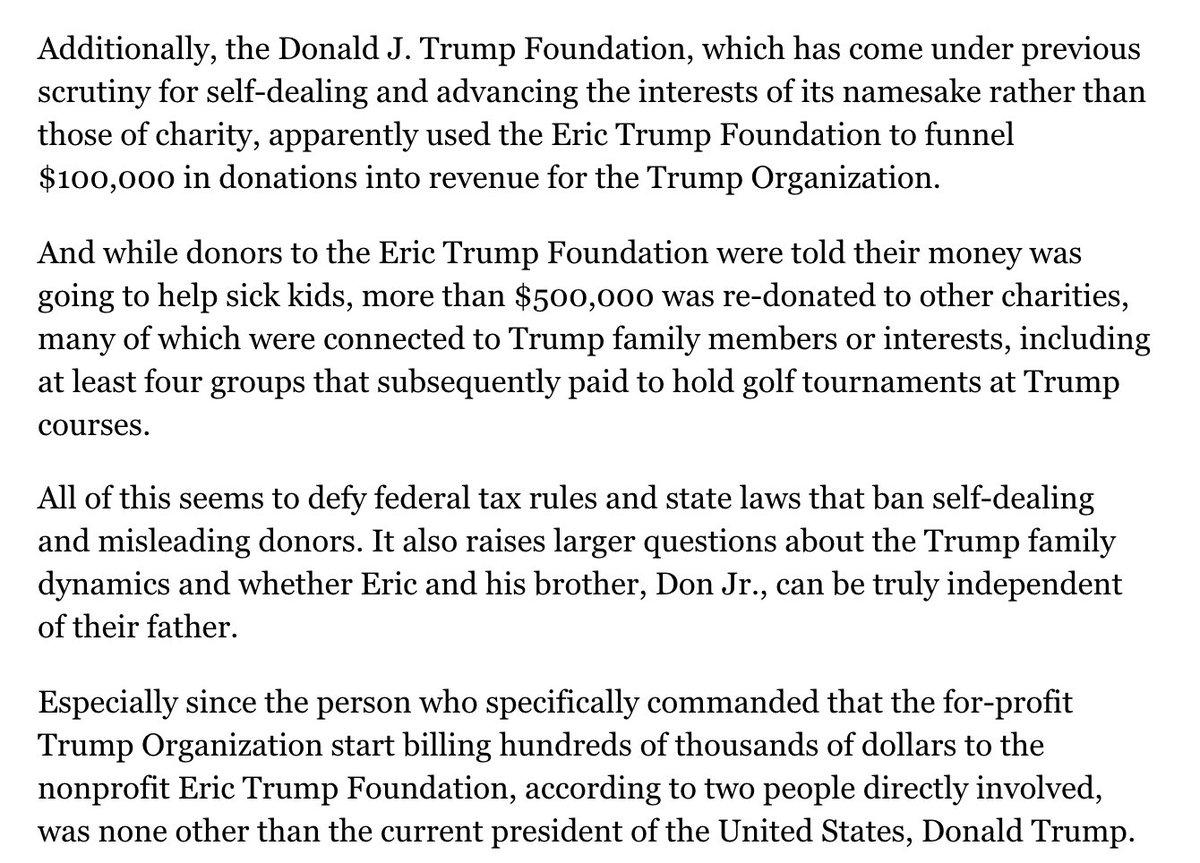 Additionally, the Donald J. Trump Foundation, which has come under previous
scrutiny for self-dealing and advancing the interests of its namesake rather than
those of charity, apparently used the Eric Trump Foundation to funnel
$100,000 in donations into revenue for the Trump Organization.
And while donors to the Eric Trump Foundation were told their money was
going to help sick kids, more than $500,000 was re-donated to other charities,
many of which were connected to Trump family members or interests, including
at least four groups that subsequently paid to hold golf tournaments at Trump
courses.
All of this seems to defy federal tax rules and state laws that ban self-dealing
and misleading donors. It also raises larger questions about the Trump family
dynamics and whether Eric and his brother, Don Jr., can be truly independent
of their father.
Especially since the person who specifically commanded that the for-profit
Trump Organization start billing hundreds of thousands of dollars to the
nonprofit Eric Trump Foundation, according to two people directly involved,
was none other than the current president of the United States, Donald Trump.